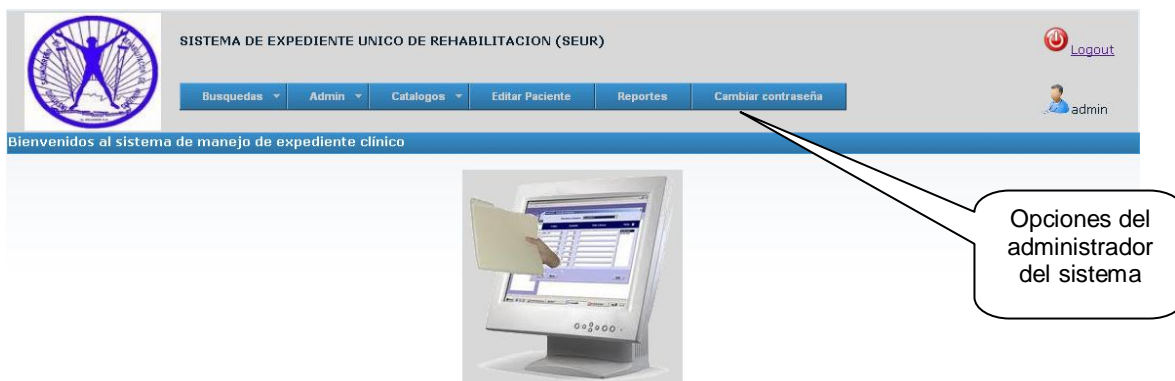 SISTEMA DE EXPEDIENTE UNICO DE REHABILITACION (SEUR)
Logout
Busquedas Admin Catalogos Editar Paciente Reportes Cambiar contraseña
admin
Bienvenidos al sistema de manejo de expediente clínico
Opciones del
administrador
del sistema